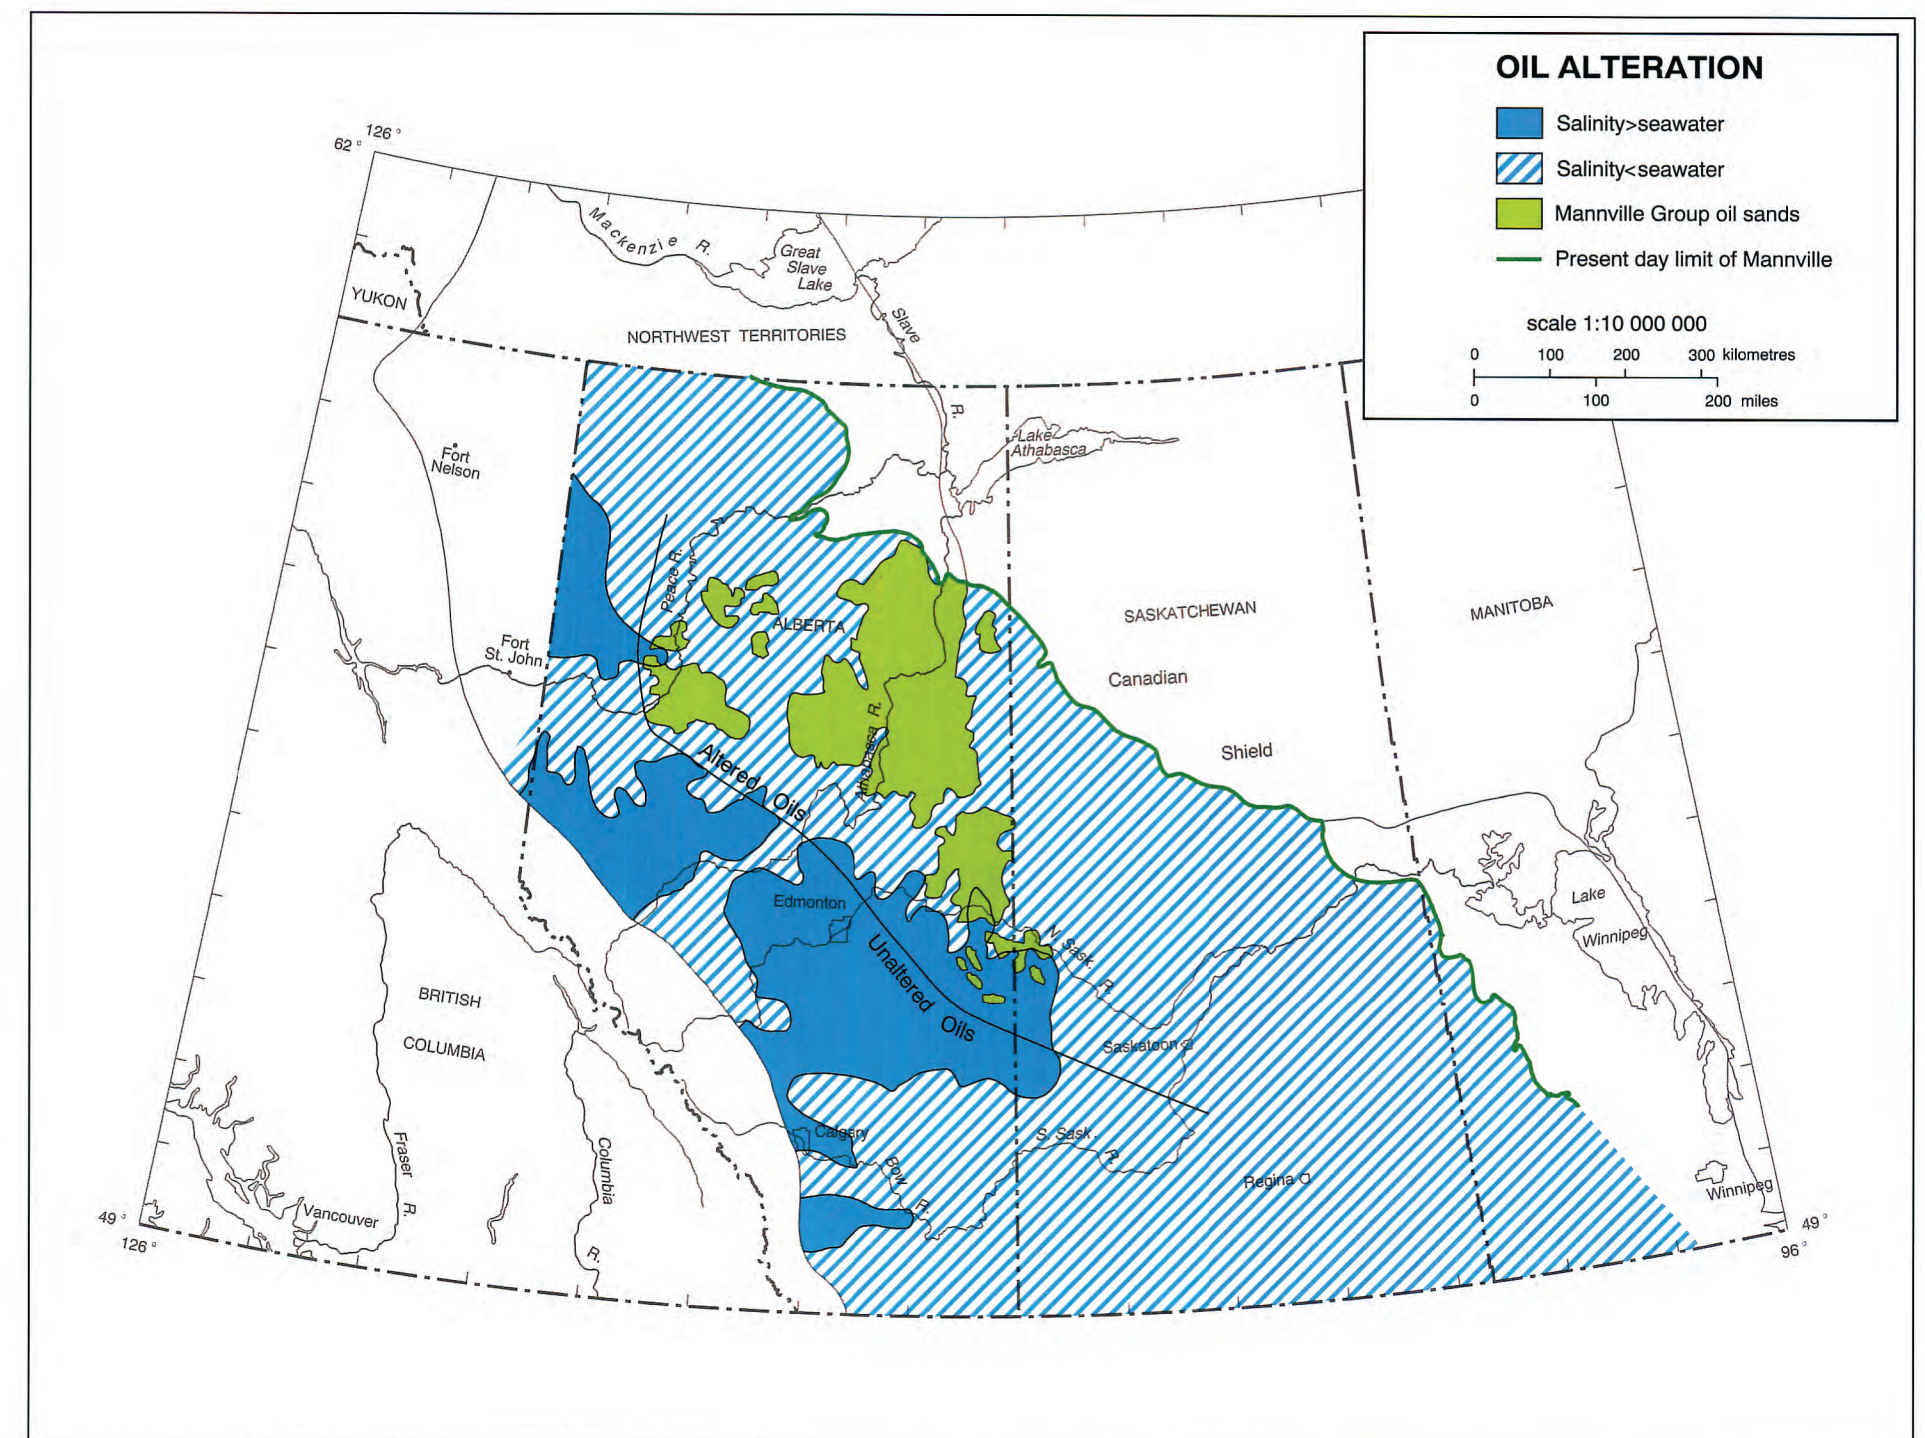 OIL ALTERATION
Salinity>seawater
Salinity<seawater
Mannville Group oil sands
Present day limit of Mannville
scale 1:10 000 000
0 100 200 300 kilometres
0 100 200 miles
126°
62°
Mackenzie R.
Great
Slave
Lake
YUKON
NORTHWEST TERRITORIES
Slave
R.
Fort
Nelson
Lake
Athabasca
Peace R.
ALBERTA
SASKATCHEWAN
MANITOBA
Fort
St. John
Canadian
Shield
Athabasca R.
Altered Oils
Edmonton
Lake
Winnipeg
N Sask. R.
Unaltered Oils
BRITISH
COLUMBIA
Saskatoon
Calgary
S. Sask. R.
Bow R.
Regina
Fraser R.
Columbia
R.
Vancouver
Winnipeg
49°
126°
49°
96°